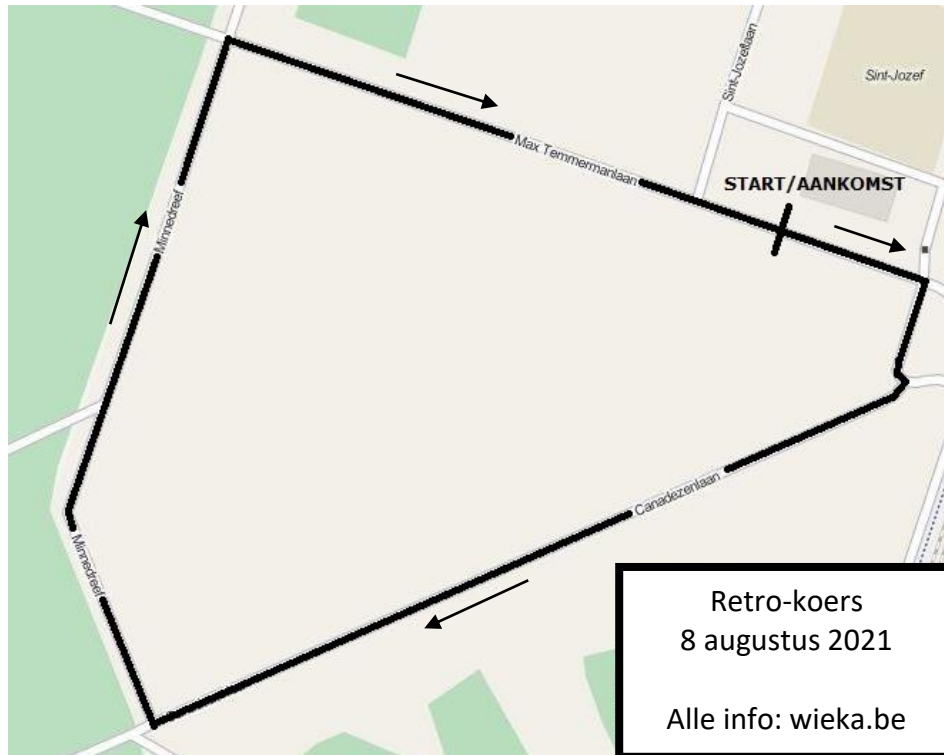 Sint-Jozeflaan
Sint-Jozef
Max Temmermanlaan
START/AANKOMST
Minnedreef
Canadezenlaan
Minnedreef
Retro-koers
8 augustus 2021
Alle info: wieka.be